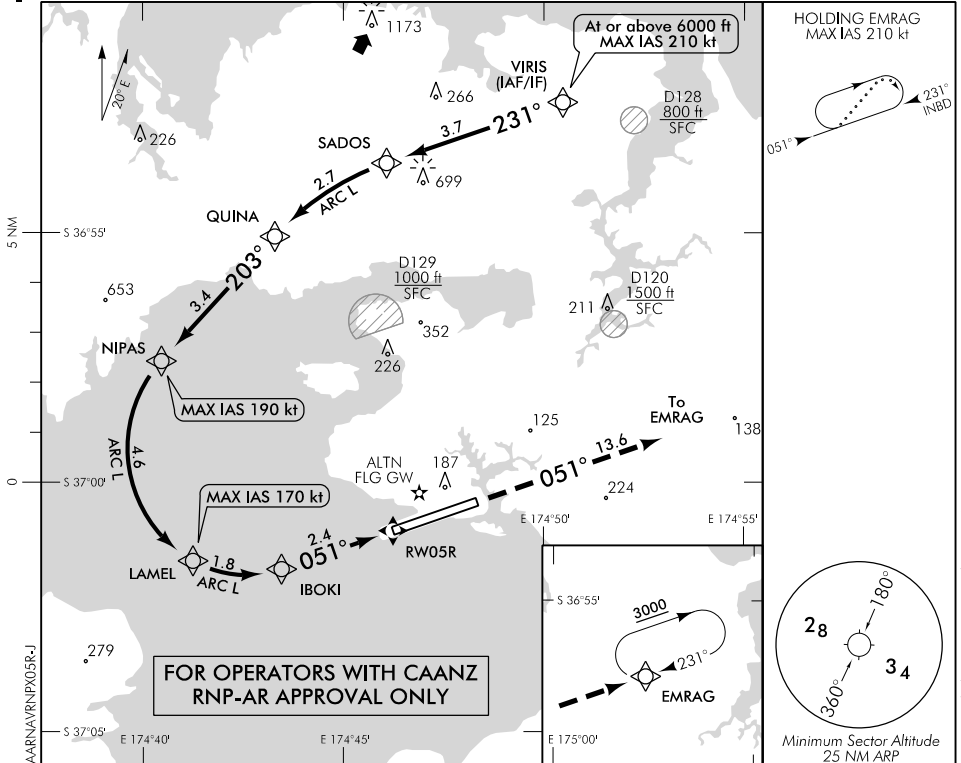 1173
At or above 6000 ft
MAX IAS 210 kt
VIRIS
(IAF/IF)
20° E
226
266
D128
800 ft
SFC
3.7
231°
SADOS
699
2.7
ARC L
QUINA
5 NM
S 36°55'
203°
3.4
653
D129
1000 ft
SFC
352
226
D120
1500 ft
SFC
211
NIPAS
MAX IAS 190 kt
ARC L
4.6
To
EMRAG
125
138
13.6
051°
ALTN
FLG GW
187
0
S 37°00'
224
MAX IAS 170 kt
E 174°50'
E 174°55'
2.4
051°
RW05R
LAMEL
1.8
ARC L
IBOKI
279
FOR OPERATORS WITH CAANZ
RNP-AR APPROVAL ONLY
S 36°55'
3000
231°
EMRAG
E 175°00'
S 37°05'
E 174°40'
E 174°45'
AARNAVRNPX05R-J
HOLDING EMRAG
MAX IAS 210 kt
231°
INBD
051°
180°
28
34
360°
Minimum Sector Altitude
25 NM ARP